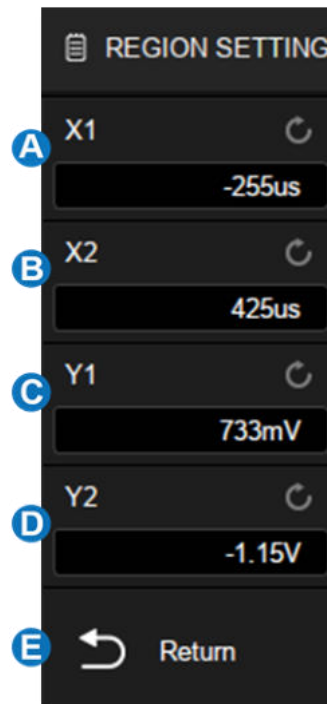 REGION SETTING
A
X1
-255us
B
X2
425us
C
Y1
733mV
D
Y2
-1.15V
E
Return